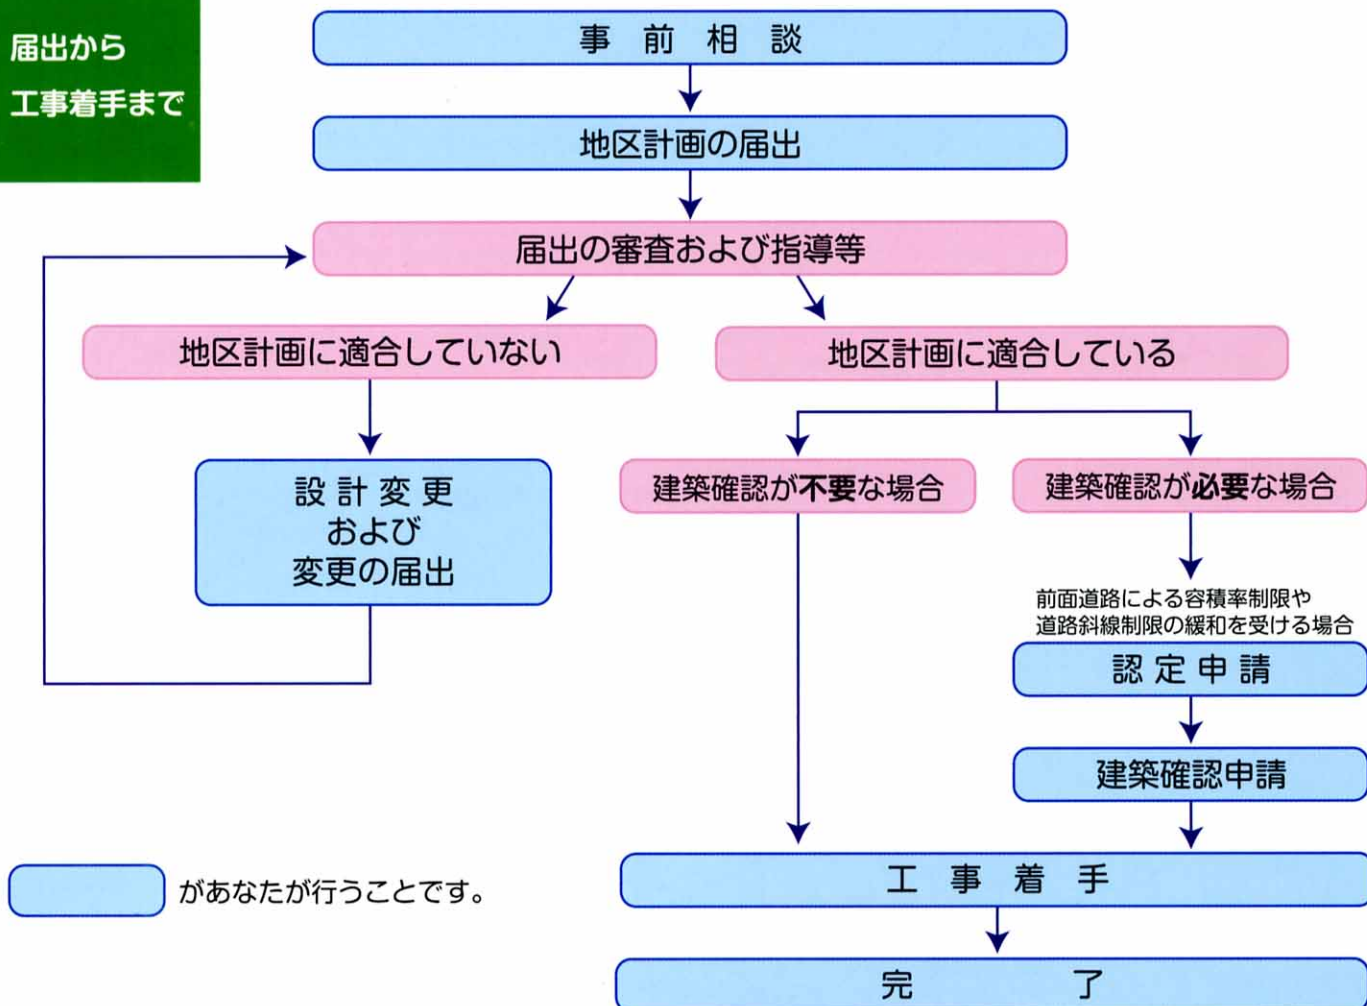 届出から
工事着手まで
事前相談
地区計画の届出
届出の審査および指導等
地区計画に適合していない
地区計画に適合している
設計変更
および
変更の届出
建築確認が不要な場合
建築確認が必要な場合
前面道路による容積率制限や
道路斜線制限の緩和を受ける場合
認定申請
建築確認申請
工事着手
完了
があなたが行うことです。